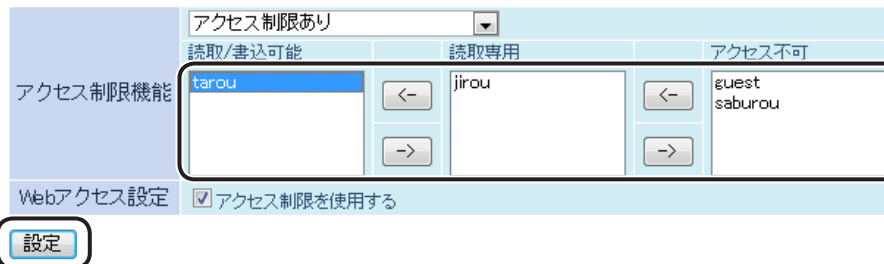 アクセス制限あり
読取/書込可能 読取専用 アクセス不可
アクセス制限機能
tarou <- jirou <- guest
saburou
-> ->
Webアクセス設定 アクセス制限を使用する
設定